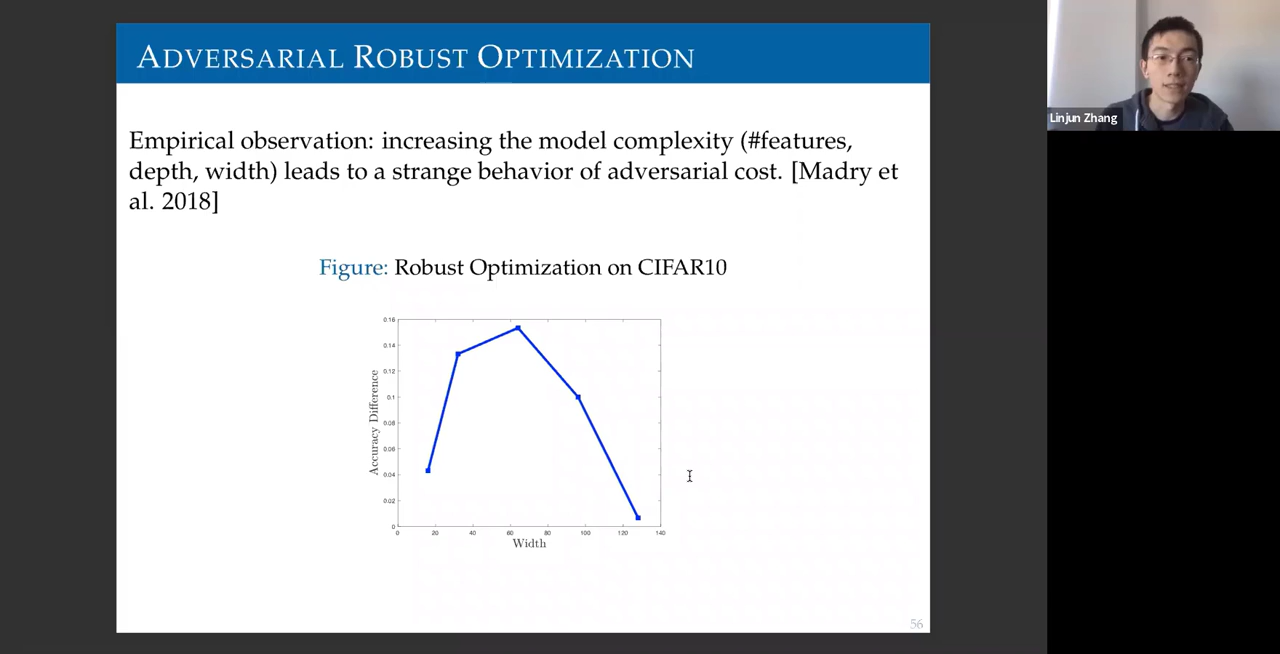 ADVERSARIAL ROBUST OPTIMIZATION
Linjun Zhang
Empirical observation: increasing the model complexity (#features,
depth, width) leads to a strange behavior of adversarial cost. [Madry et
al. 2018]
Figure: Robust Optimization on CIFAR10
0.16
0.14
0.12
0.1
0.08
0.06
0.04
0.02
0
Accuracy Difference
0 20 40 60 80 100 120 140
Width
56